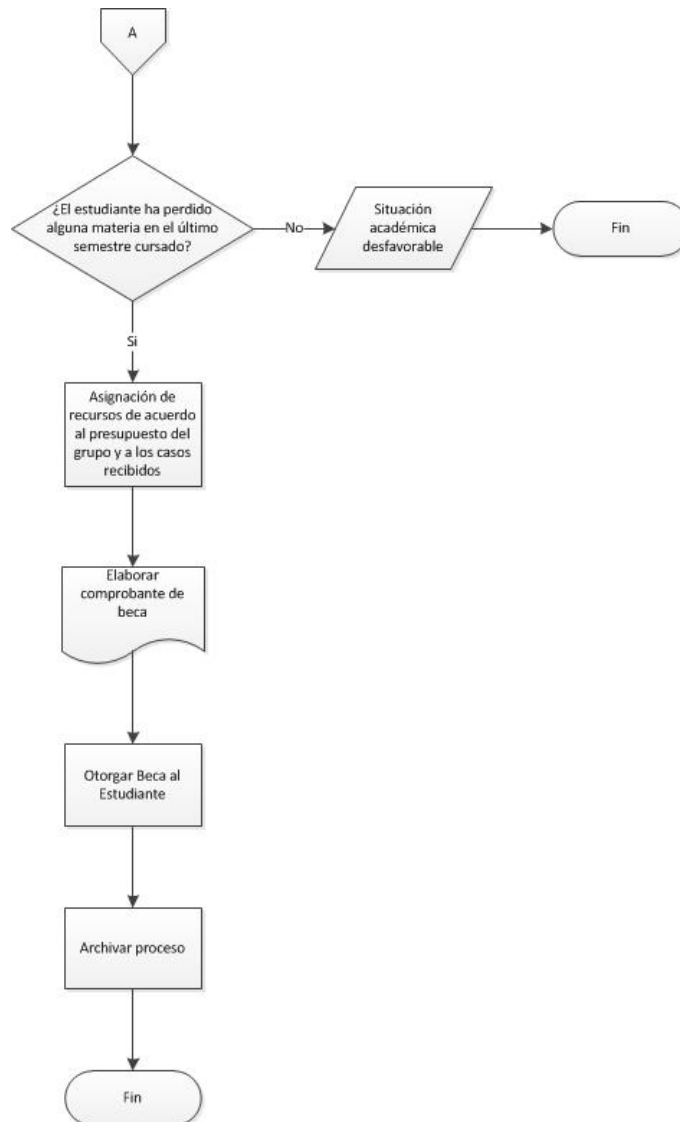 A
¿El estudiante ha perdido
alguna materia en el último
semestre cursado?
No
Situación
académica
desfavorable
Fin
Si
Asignación de
recursos de acuerdo
al presupuesto del
grupo y a los casos
recibidos
Elaborar
comprobante de
beca
Otorgar Beca al
Estudiante
Archivar proceso
Fin